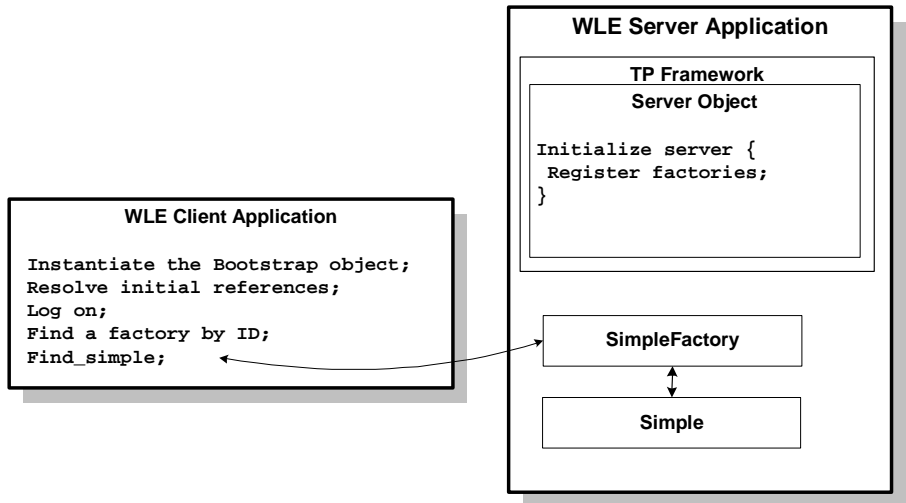 WLE Server Application
TP Framework
Server Object
Initialize server {
Register factories;
}
WLE Client Application
Instantiate the Bootstrap object;
Resolve initial references;
Log on;
Find a factory by ID;
Find_simple;
SimpleFactory
Simple